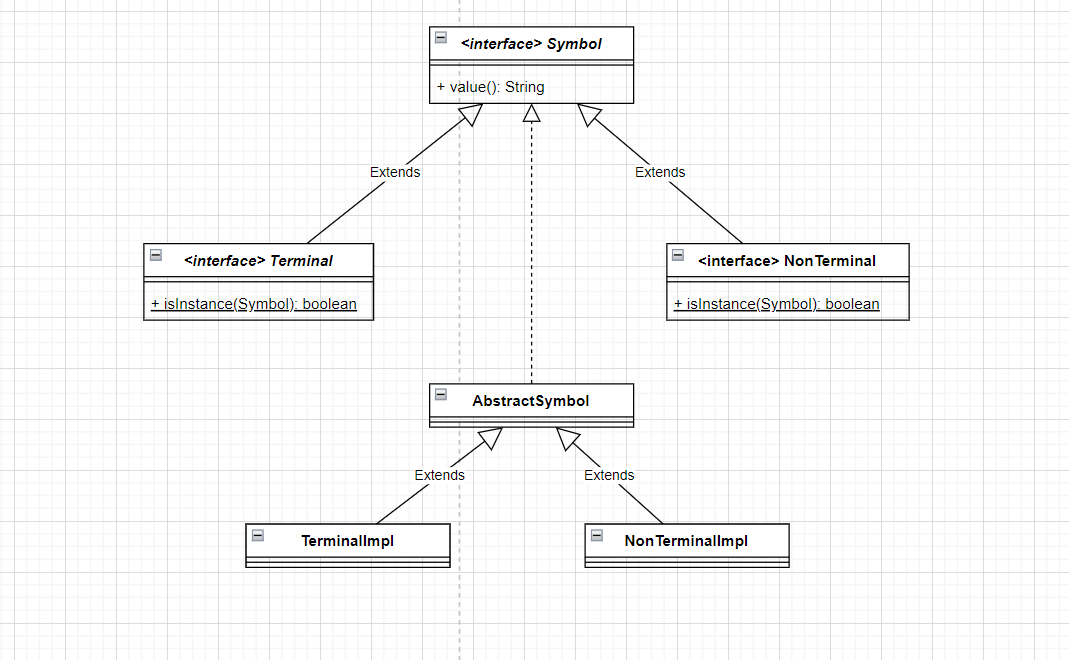 <interface> Symbol
+ value(): String
Extends
Extends
<interface> Terminal
+ isInstance(Symbol): boolean
<interface> NonTerminal
+ isInstance(Symbol): boolean
AbstractSymbol
Extends
Extends
TerminalImpl
NonTerminalImpl